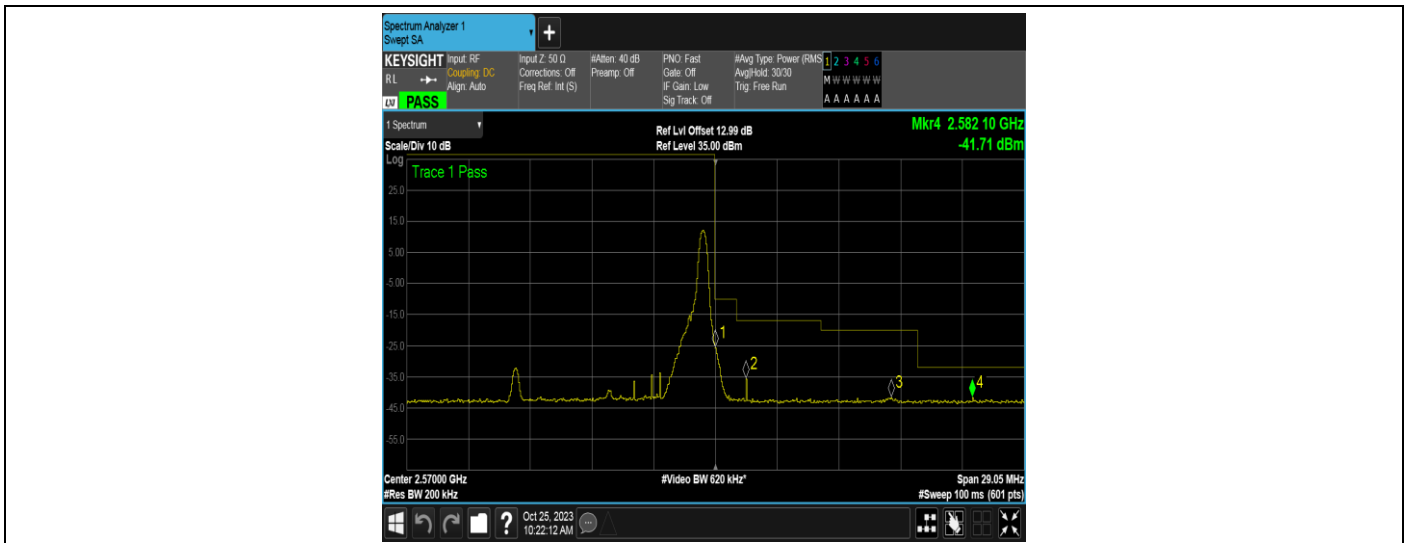 Spectrum Analyzer 1
Swept SA
+
KEYSIGHT
RL
LXI PASS
Input: RF
Coupling: DC
Align: Auto
Input Z: 50 Ω
Corrections: Off
Freq Ref: Int (S)
#Atten: 40 dB
Preamp: Off
PNO: Fast
Gate: Off
IF Gain: Low
Sig Track: Off
#Avg Type: Power (RMS
Avg|Hold: 30/30
Trig: Free Run
1 2 3 4 5 6
M W W W W W
A A A A A A
1 Spectrum
Scale/Div 10 dB
Ref Lvl Offset 12.99 dB
Ref Level 35.00 dBm
Mkr4 2.582 10 GHz
-41.71 dBm
Log
Trace 1 Pass
25.0
15.0
5.00
-5.00
-15.0
-25.0
-35.0
-45.0
-55.0
1
2
3
4
Center 2.57000 GHz
#Res BW 200 kHz
#Video BW 620 kHz*
Span 29.05 MHz
#Sweep 100 ms (601 pts)
?
Oct 25, 2023
10:22:12 AM